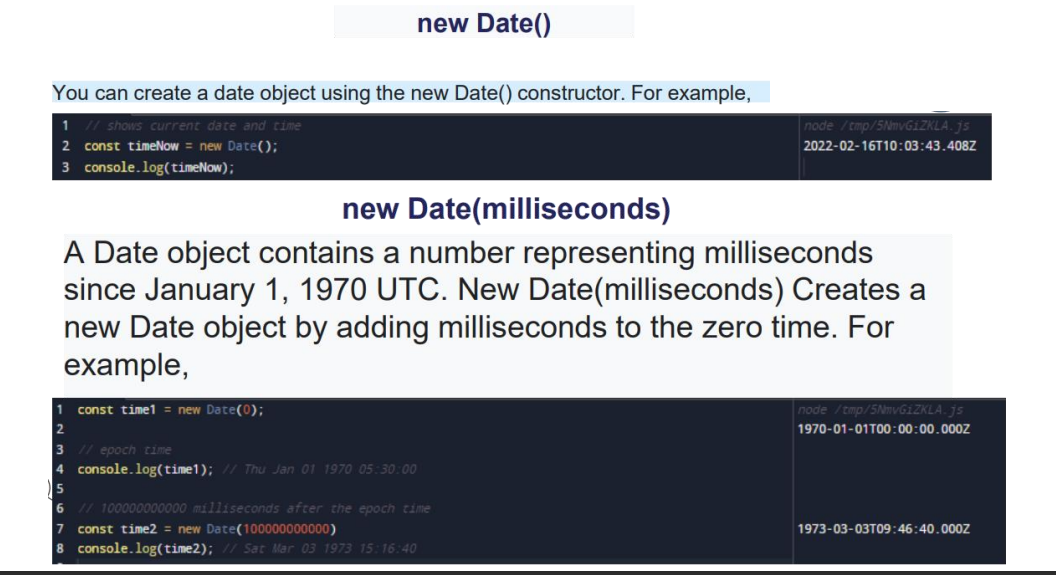 new Date()
You can create a date object using the new Date() constructor. For example,
1 // shows current date and time
node /tmp/5NmvGiZKLA.js
2 const timeNow = new Date();
2022-02-16T10:03:43.408Z
3 console.log(timeNow);
new Date(milliseconds)
A Date object contains a number representing milliseconds
since January 1, 1970 UTC. New Date(milliseconds) Creates a
new Date object by adding milliseconds to the zero time. For
example,
1 const time1 = new Date(0);
node /tmp/5NmvGiZKLA.js
2
1970-01-01T00:00:00.000Z
3 // epoch time
4 console.log(time1); // Thu Jan 01 1970 05:30:00
5
6 // 100000000000 milliseconds after the epoch time
7 const time2 = new Date(100000000000)
1973-03-03T09:46:40.000Z
8 console.log(time2); // Sat Mar 03 1973 15:16:40